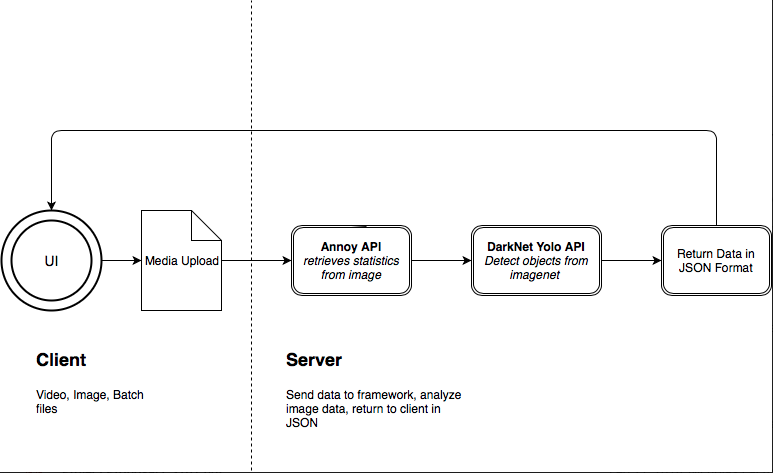 UI
Media Upload
Annoy API
retrieves statistics
from image
DarkNet Yolo API
Detect objects from
imagenet
Return Data in
JSON Format
Client
Video, Image, Batch
files
Server
Send data to framework, analyze
image data, return to client in
JSON